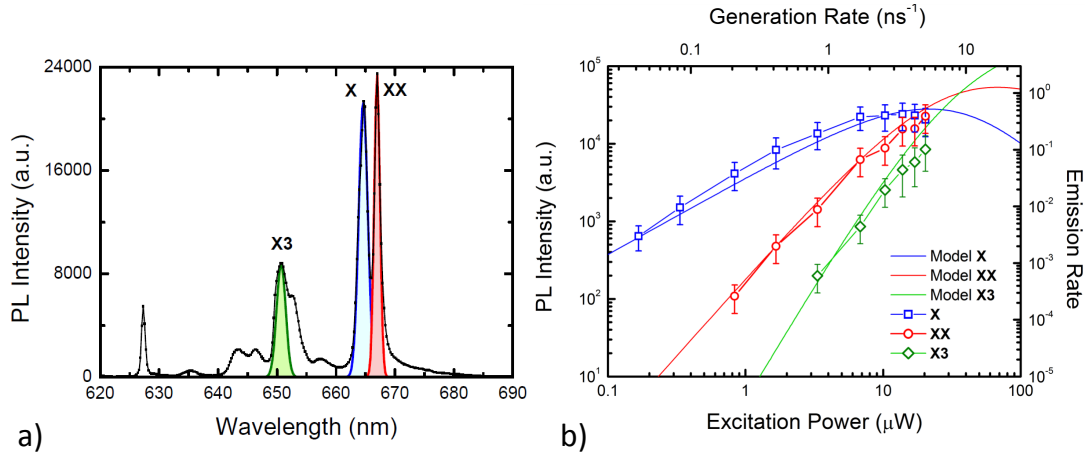 24000
16000
8000
0
PL Intensity (a.u.)
X
XX
X3
620 630 640 650 660 670 680 690
Wavelength (nm)
a)
Generation Rate (ns⁻¹)
0.1 1 10
10⁵
10⁴
10³
10²
10¹
PL Intensity (a.u.)
10⁰
10⁻¹
10⁻²
10⁻³
10⁻⁴
10⁻⁵
Emission Rate
Model X
Model XX
Model X3
X
XX
X3
0.1 1 10 100
Excitation Power (μW)
b)